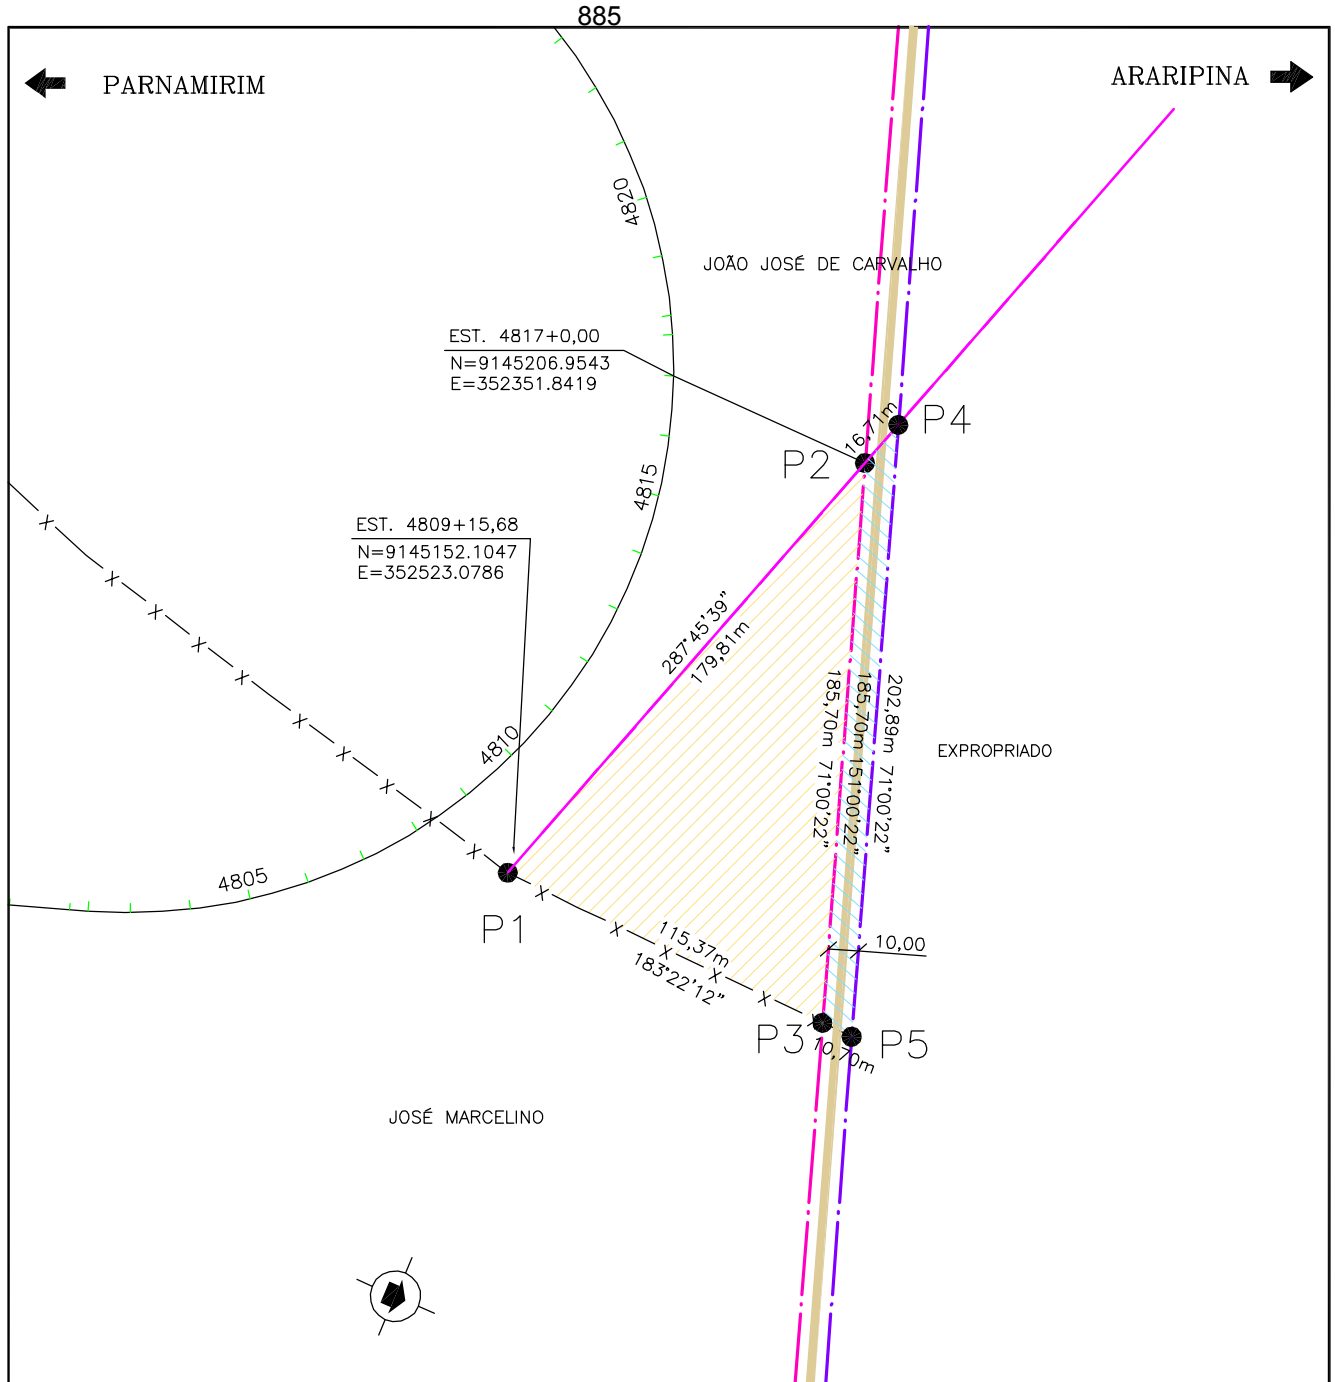 885
PARNAMIRIM
ARARIPINA
4820
JOÃO JOSÉ DE CARVALHO
EST. 4817+0,00
N=9145206.9543
E=352351.8419
16,71m
P4
P2
4815
EST. 4809+15,68
N=9145152.1047
E=352523.0786
287°45'39"
179,81m
185,70m 71°00'22"
185,70m 151°00'22"
202,89m 71°00'22"
4810
EXPROPRIADO
4805
P1
115,37m
183°22'12"
10,00
P3
P5
10,70m
JOSÉ MARCELINO